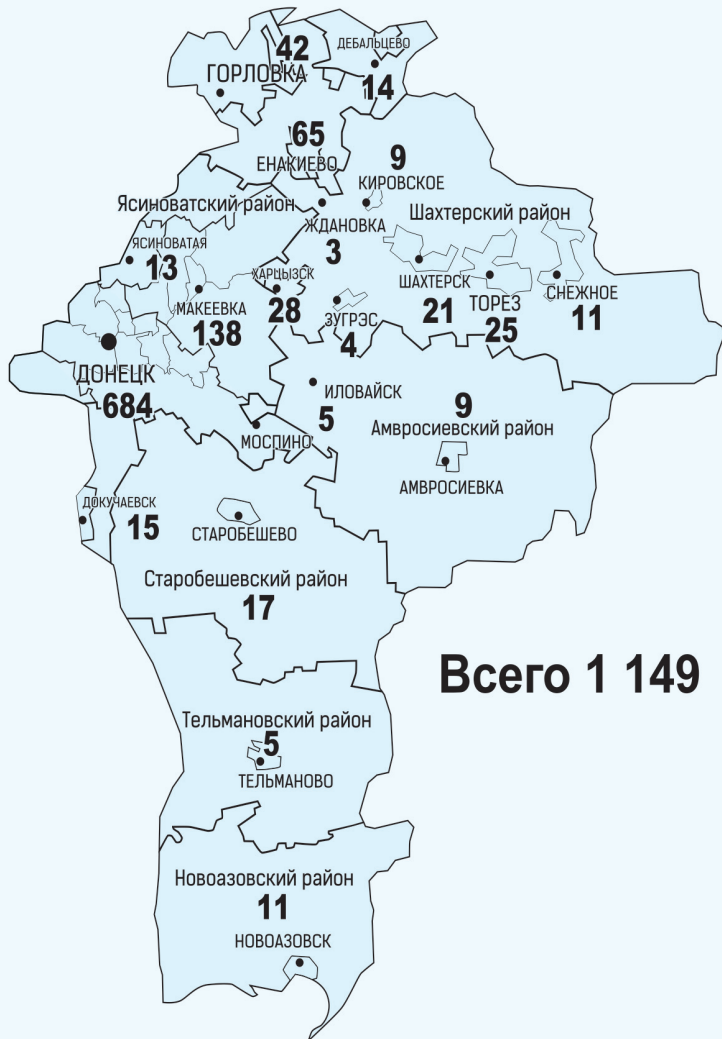 42
ДЕБАЛЬЦЕВО
ГОРЛОВКА
14
65
ЕНАКИЕВО
9
КИРОВСКОЕ
Ясиноватский район
ЖДАНОВКА
3
Шахтерский район
ЯСИНОВАТАЯ
13
ХАРЦЫЗСК
28
МАКЕЕВКА
138
ЗУГРЭС
4
ШАХТЕРСК
21
ТОРЕЗ
25
СНЕЖНОЕ
11
ДОНЕЦК
684
ИЛОВАЙСК
5
9
Амвросиевский район
МОСПИНО
АМВРОСИЕВКА
ДОКУЧАЕВСК
15
СТАРОБЕШЕВО
Старобешевский район
17
Всего 1 149
Тельмановский район
5
ТЕЛЬМАНОВО
Новоазовский район
11
НОВОАЗОВСК